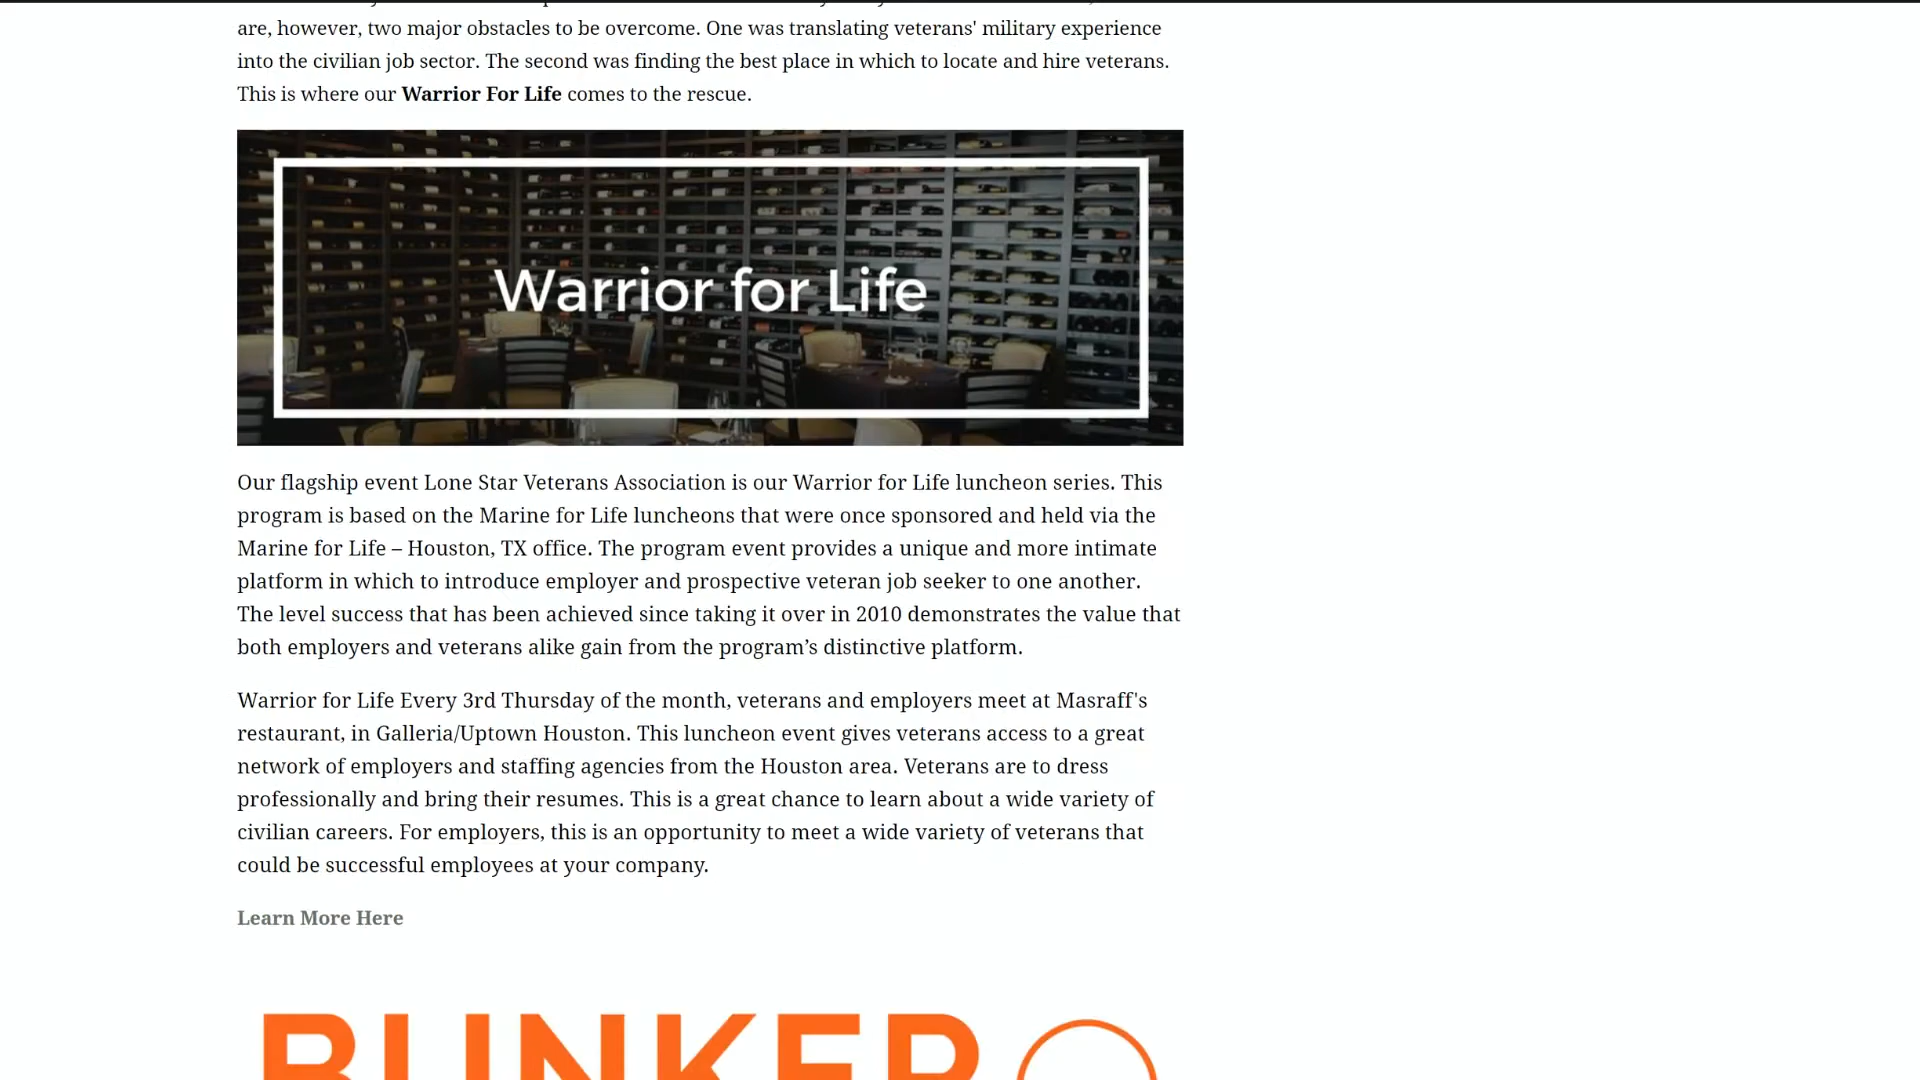 are, however, two major obstacles to be overcome. One was translating veterans' military experience
into the civilian job sector. The second was finding the best place in which to locate and hire veterans.
This is where our Warrior For Life comes to the rescue.
Warrior for Life
Our flagship event Lone Star Veterans Association is our Warrior for Life luncheon series. This
program is based on the Marine for Life luncheons that were once sponsored and held via the
Marine for Life – Houston, TX office. The program event provides a unique and more intimate
platform in which to introduce employer and prospective veteran job seeker to one another.
The level success that has been achieved since taking it over in 2010 demonstrates the value that
both employers and veterans alike gain from the program’s distinctive platform.
Warrior for Life Every 3rd Thursday of the month, veterans and employers meet at Masraff's
restaurant, in Galleria/Uptown Houston. This luncheon event gives veterans access to a great
network of employers and staffing agencies from the Houston area. Veterans are to dress
professionally and bring their resumes. This is a great chance to learn about a wide variety of
civilian careers. For employers, this is an opportunity to meet a wide variety of veterans that
could be successful employees at your company.
Learn More Here
BUNKER